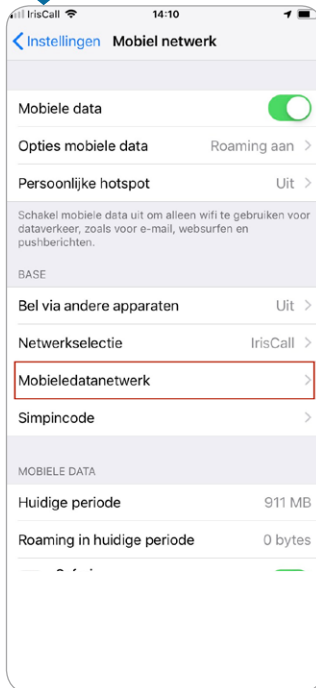 IrisCall 14:10
Instellingen Mobiel netwerk
Mobiele data
Opties mobiele data Roaming aan
Persoonlijke hotspot Uit
Schakel mobiele data uit om alleen wifi te gebruiken voor
dataverkeer, zoals voor e-mail, websurfen en
pushberichten.
BASE
Bel via andere apparaten Uit
Netwerkselectie IrisCall
Mobieledatanetwerk
Simpincode
MOBIELE DATA
Huidige periode 911 MB
Roaming in huidige periode 0 bytes